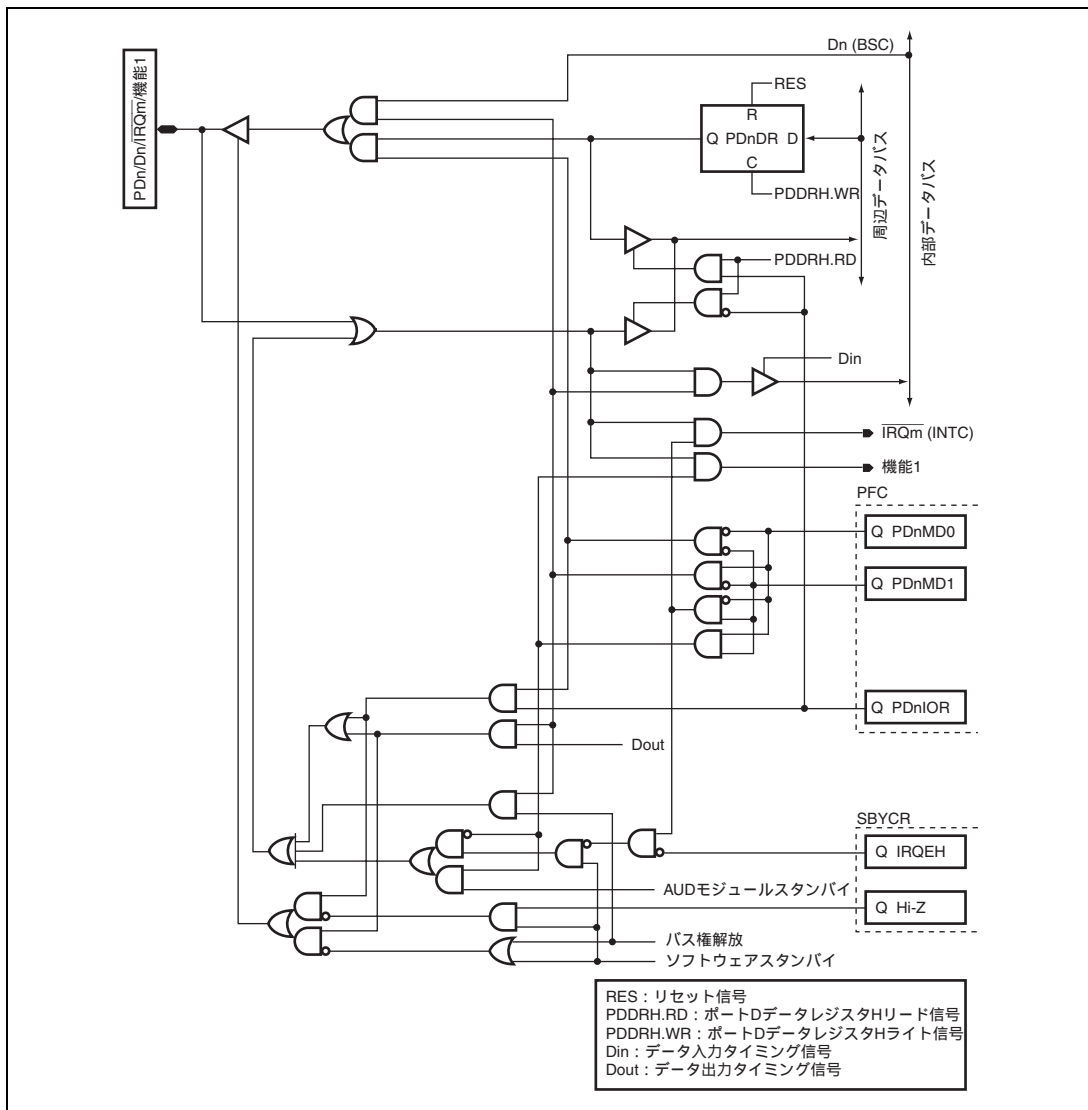 PDn/Dn/IRQm/機能1
Dn (BSC)
RES
R
Q PDnDR D
C
PDDRH.WR
周辺データバス
内部データバス
PDDRH.RD
Din
IRQm (INTC)
機能1
PFC
Q PDnMD0
Q PDnMD1
Q PDnIOR
Dout
SBYCR
Q IRQEH
AUDモジュールスタンバイ
Q Hi-Z
バス権解放
ソフトウェアスタンバイ
RES：リセット信号
PDDRH.RD：ポートDデータレジスタHリード信号
PDDRH.WR：ポートDデータレジスタHライト信号
Din：データ入力タイミング信号
Dout：データ出力タイミング信号